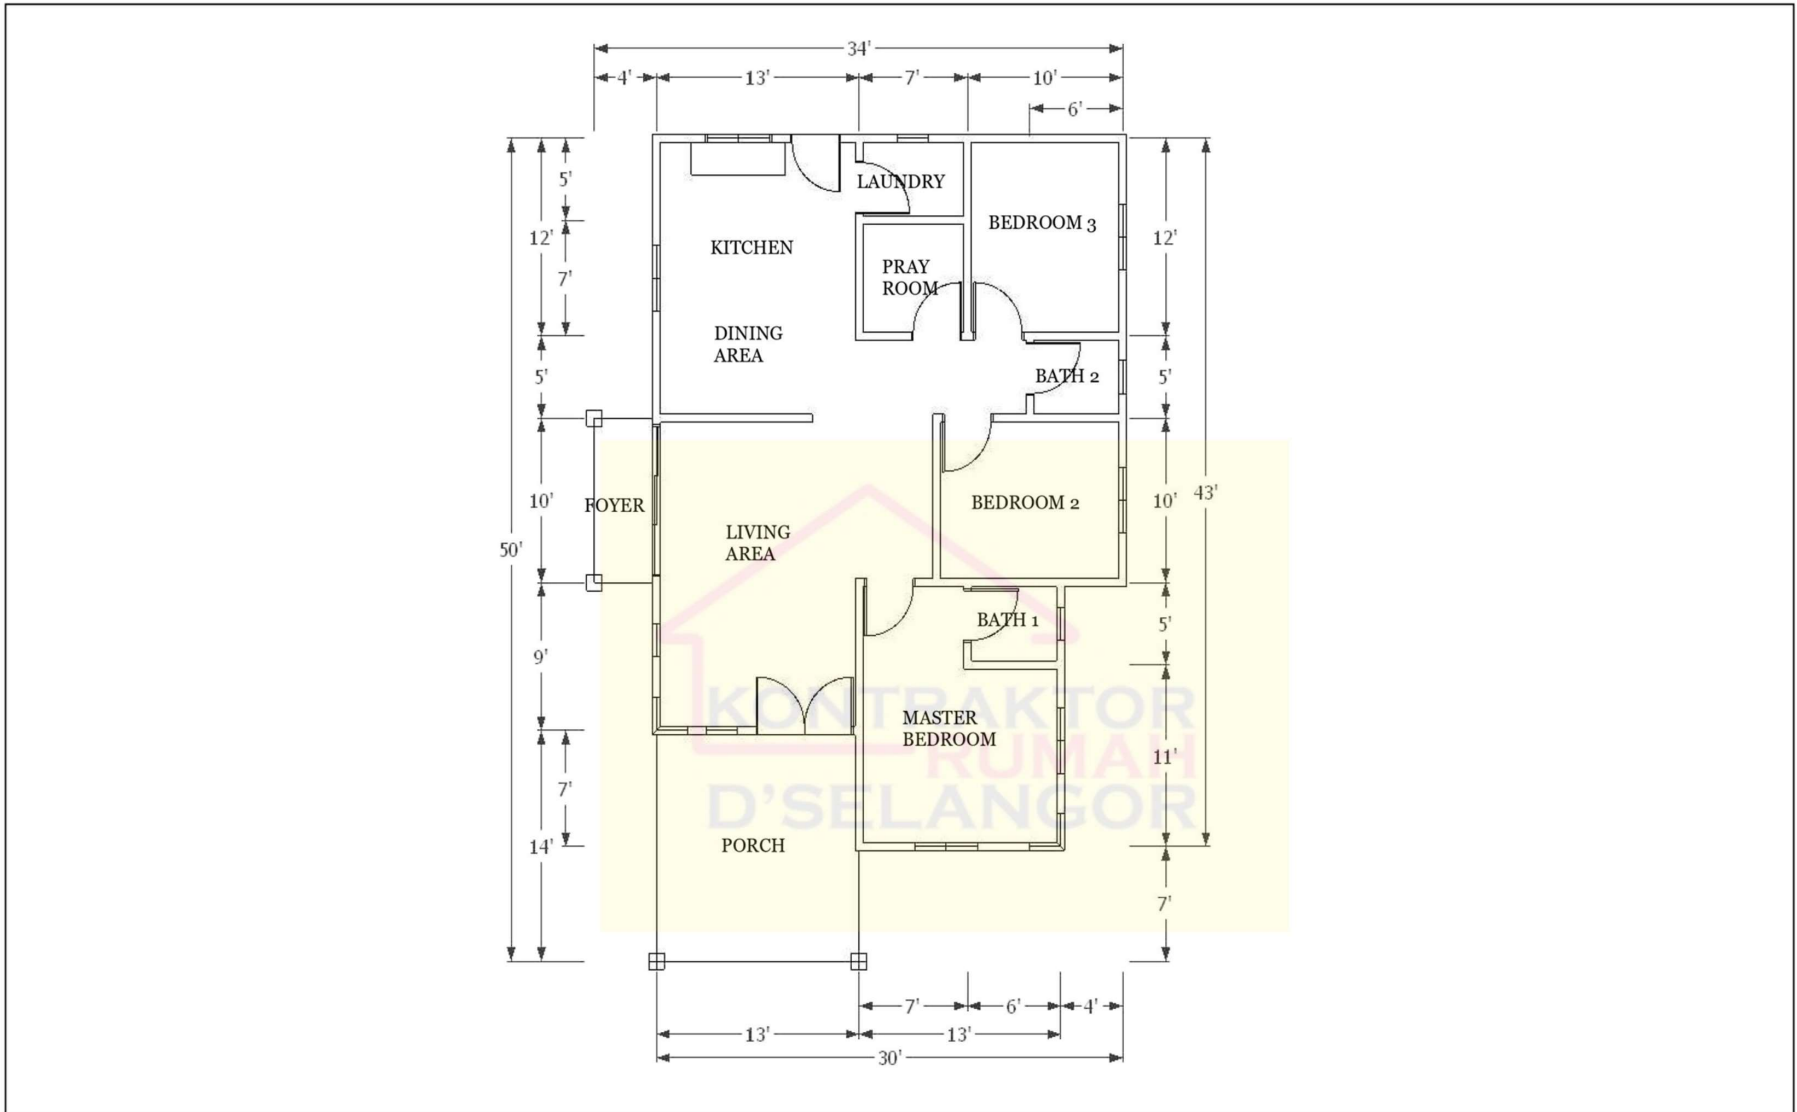 34'
4'
13'
7'
10'
6'
5'
12'
7'
5'
10'
50'
9'
7'
14'
LAUNDRY
BEDROOM 3
KITCHEN
PRAY
ROOM
DINING
AREA
BATH 2
FOYER
BEDROOM 2
LIVING
AREA
BATH 1
MASTER
BEDROOM
PORCH
KONTRAKTOR
RUMAH
D'SELANGOR
12'
5'
10'
43'
5'
11'
7'
7'
6'
4'
13'
13'
30'